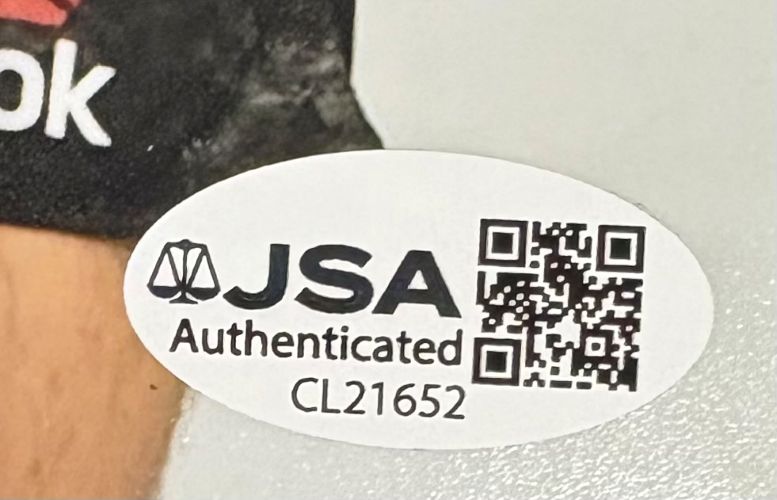 ok
JSA
Authenticated
CL21652